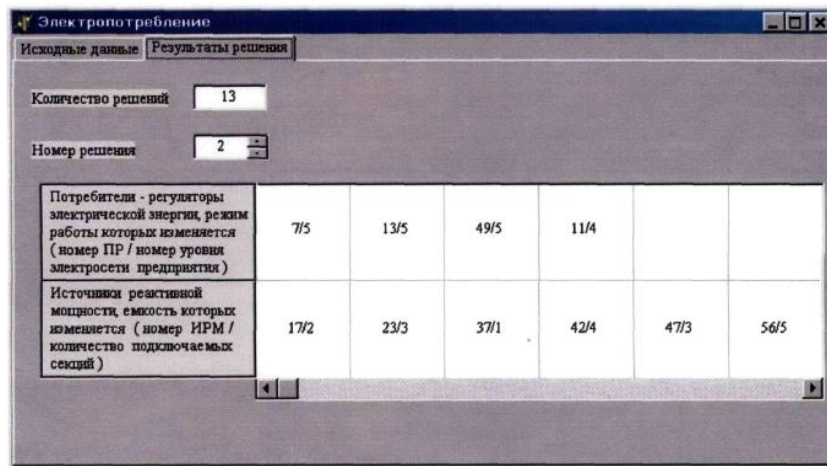 Электропотребление
Исходные данные Результаты решения
Количество решений 13
Номер решения 2
Потребители - регуляторы
электрической энергии, режим
работы которых изменяется
( номер ПР / номер уровня
электросети предприятия )
7/5 13/5 49/5 11/4
Источники реактивной
мощности, емкость которых
изменяется ( номер ИРМ /
количество подключаемых
секций )
17/2 23/3 37/1 42/4 47/3 56/5